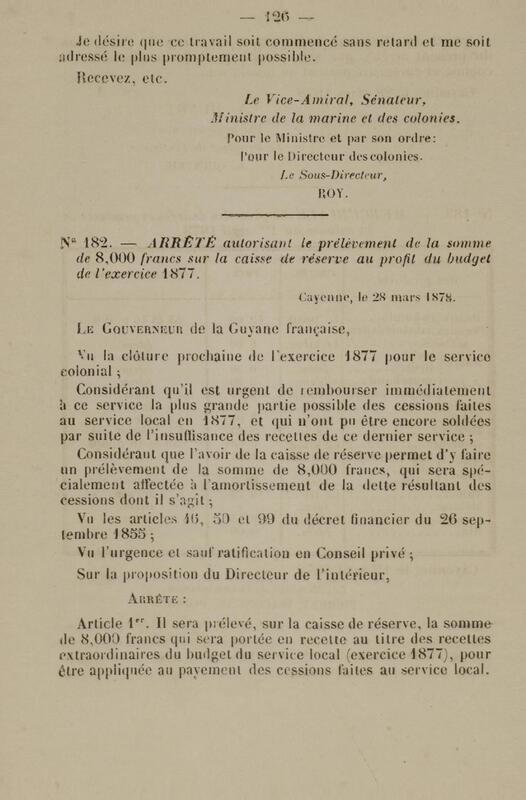 — 126 —
Je désire que ce travail soit commencé sans retard et me soit
adressé le plus promptement possible.
Recevez, etc.
Le Vice-Amiral, Sénateur,
Ministre de la marine et des colonies.
Pour le Ministre et par son ordre:
Pour le Directeur des colonies.
Le Sous-Directeur,
ROY.
Nº 182. — ARRÊTÉ autorisant le prélèvement de la somme
de 8,000 francs sur la caisse de réserve au profit du budget
de l'exercice 1877.
Cayenne, le 28 mars 1878.
LE GOUVERNEUR de la Guyane française,
Vu la clôture prochaine de l'exercice 1877 pour le service
colonial ;
Considérant qu'il est urgent de rembourser immédiatement
à ce service la plus grande partie possible des cessions faites
au service local en 1877, et qui n'ont pu être encore soldées
par suite de l'insuffisance des recettes de ce dernier service ;
Considérant que l'avoir de la caisse de réserve permet d'y faire
un prélèvement de la somme de 8,000 francs, qui sera spé-
cialement affectée à l'amortissement de la dette résultant des
cessions dont il s'agit ;
Vu les articles 16, 50 et 99 du décret financier du 26 sep-
tembre 1855 ;
Vu l'urgence et sauf ratification en Conseil privé ;
Sur la proposition du Directeur de l'intérieur,
ARRÊTE :
Article 1er. Il sera prélevé, sur la caisse de réserve, la somme
de 8,000 francs qui sera portée en recette au titre des recettes
extraordinaires du budget du service local (exercice 1877), pour
être appliquée au payement des cessions faites au service local.